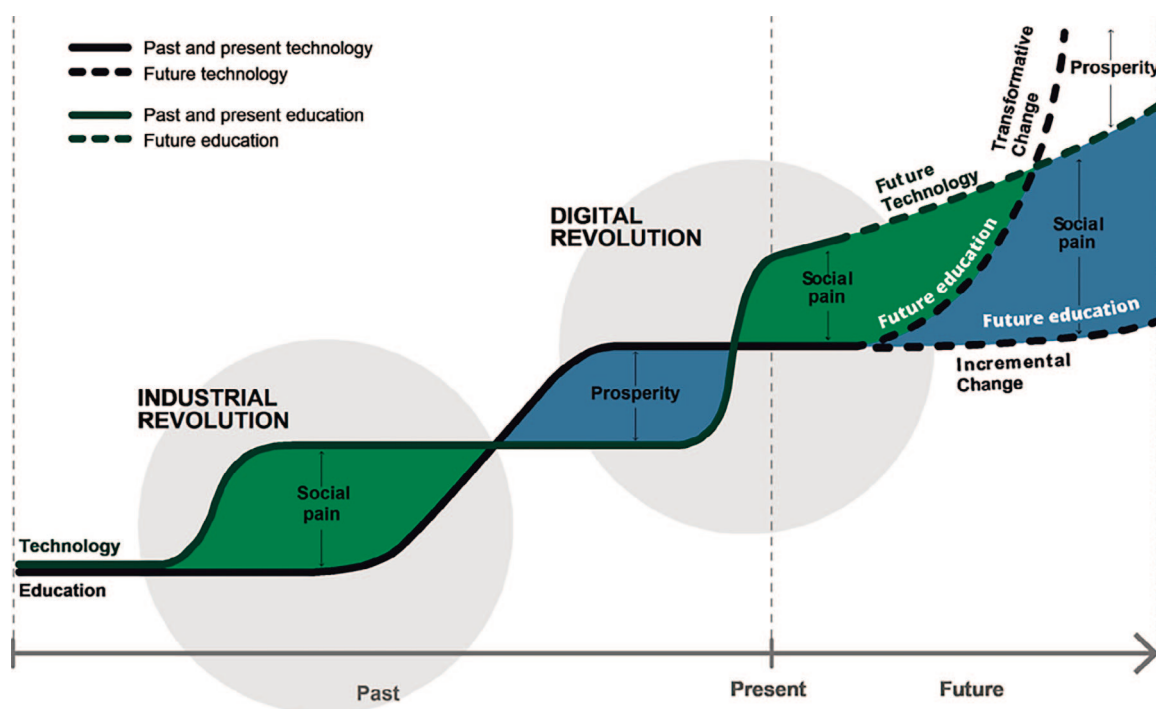 Past and present technology
Future technology
Past and present education
Future education
Transformative
Change
Prosperity
Future
Technology
DIGITAL
REVOLUTION
Social
pain
Social
pain
Future education
Future education
Incremental
Change
Prosperity
INDUSTRIAL
REVOLUTION
Social
pain
Technology
Education
Past
Present
Future